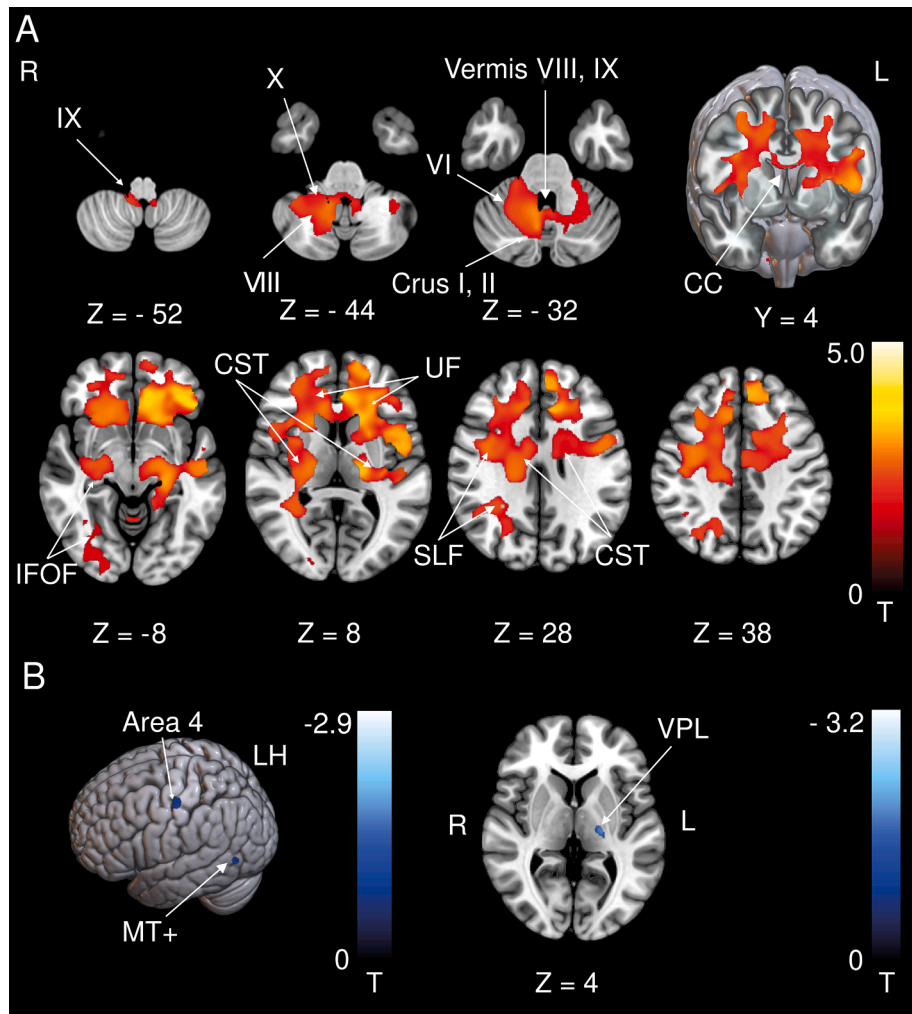 A
R
L
IX
X
Vermis VIII, IX
VI
VIII
Crus I, II
CC
Z = - 52
Z = - 44
Z = - 32
Y = 4
CST
UF
5.0
IFOF
SLF
CST
0
T
Z = -8
Z = 8
Z = 28
Z = 38
B
Area 4
LH
-2.9
VPL
- 3.2
R
L
MT+
0
T
Z = 4
0
T